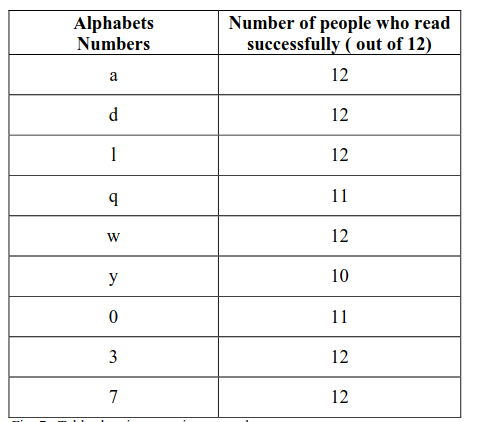 Alphabets Number of people who read
Numbers successfully ( out of 12)
a 12
d 12
l 12
q 11
w 12
y 10
0 11
3 12
7 12